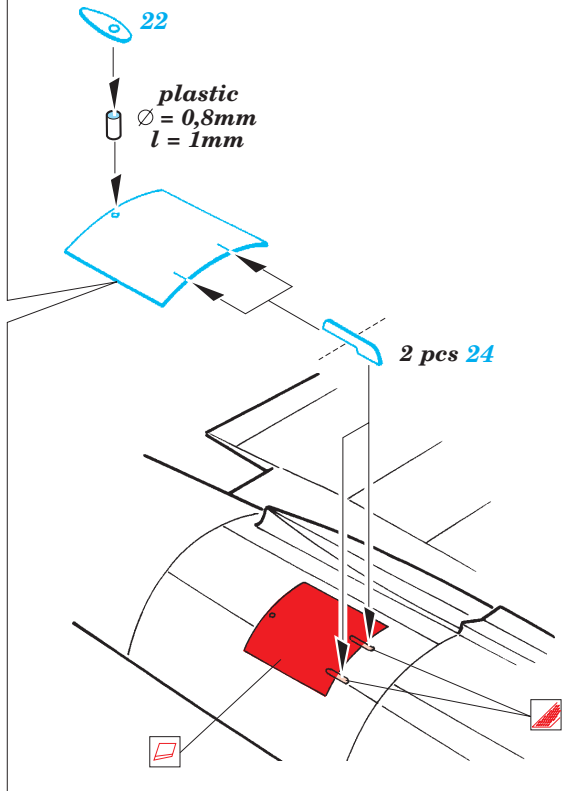 22
plastic
∅ = 0,8mm
l = 1mm
2 pcs 24